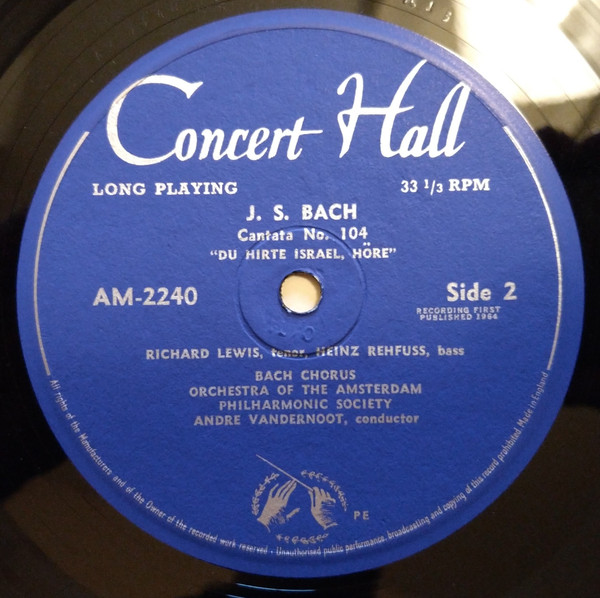 Concert Hall
LONG PLAYING 33 1/3 RPM
J. S. BACH
Cantata No. 104
"DU HIRTE ISRAEL, HÖRE"
AM-2240 Side 2
RECORDING FIRST
PUBLISHED 1964
RICHARD LEWIS, tenor, HEINZ REHFUSS, bass
BACH CHORUS
ORCHESTRA OF THE AMSTERDAM
PHILHARMONIC SOCIETY
ANDRE VANDERNOOT, conductor
PE
All rights of the Manufacturers and of the Owner of the recorded work reserved · Unauthorised public performance, broadcasting and copying of this record prohibited. Made in England